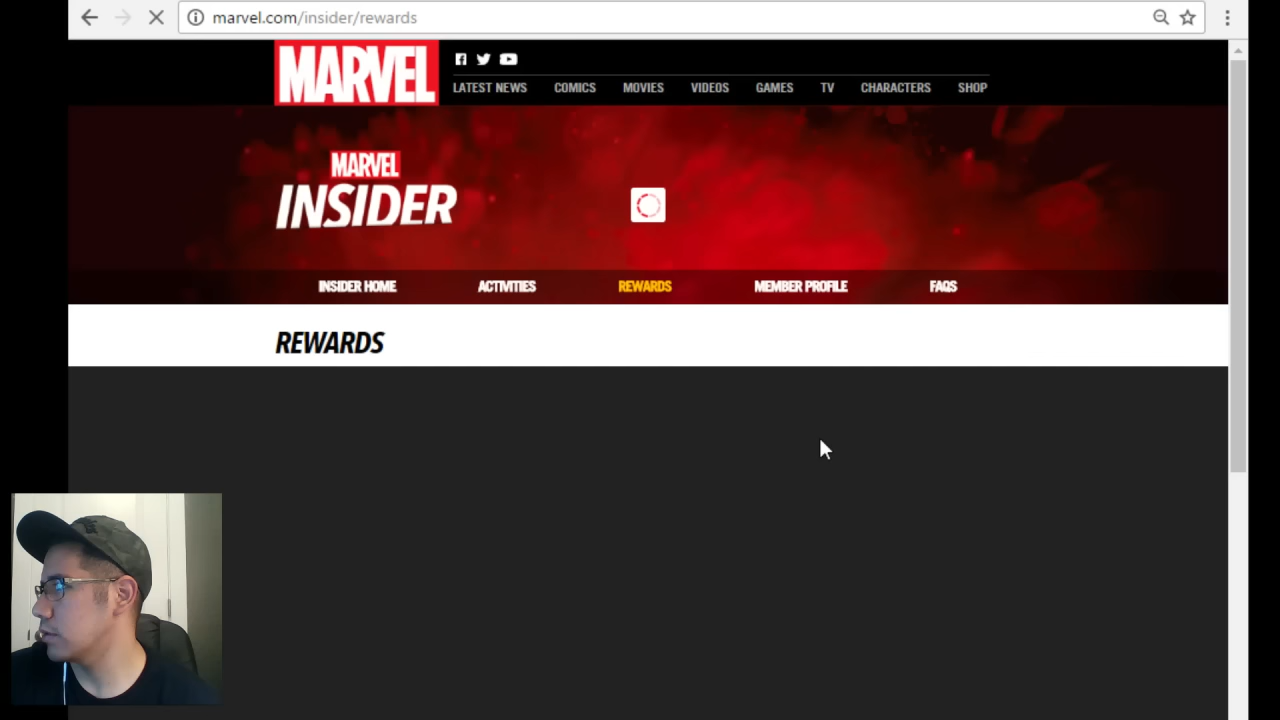 marvel.com/insider/rewards
MARVEL
LATEST NEWS COMICS MOVIES VIDEOS GAMES TV CHARACTERS SHOP
MARVEL
INSIDER
INSIDER HOME ACTIVITIES REWARDS MEMBER PROFILE FAQS
REWARDS